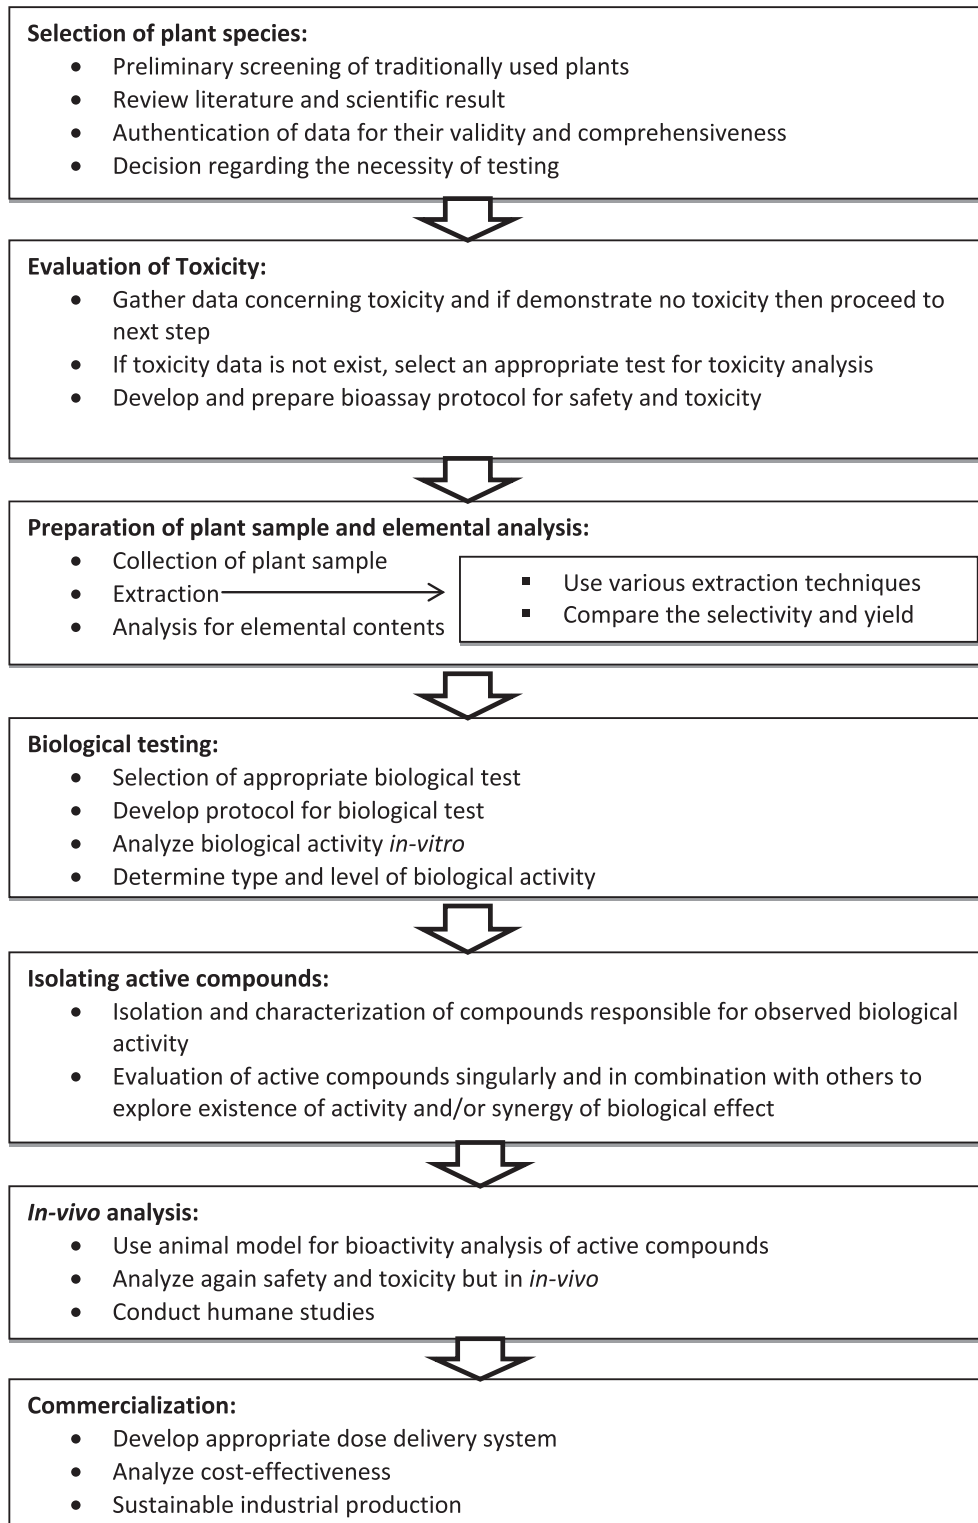 Selection of plant species:
• Preliminary screening of traditionally used plants
• Review literature and scientific result
• Authentication of data for their validity and comprehensiveness
• Decision regarding the necessity of testing
Evaluation of Toxicity:
• Gather data concerning toxicity and if demonstrate no toxicity then proceed to
next step
• If toxicity data is not exist, select an appropriate test for toxicity analysis
• Develop and prepare bioassay protocol for safety and toxicity
Preparation of plant sample and elemental analysis:
• Collection of plant sample
• Extraction
• Analysis for elemental contents
▪ Use various extraction techniques
▪ Compare the selectivity and yield
Biological testing:
• Selection of appropriate biological test
• Develop protocol for biological test
• Analyze biological activity in-vitro
• Determine type and level of biological activity
Isolating active compounds:
• Isolation and characterization of compounds responsible for observed biological
activity
• Evaluation of active compounds singularly and in combination with others to
explore existence of activity and/or synergy of biological effect
In-vivo analysis:
• Use animal model for bioactivity analysis of active compounds
• Analyze again safety and toxicity but in in-vivo
• Conduct humane studies
Commercialization:
• Develop appropriate dose delivery system
• Analyze cost-effectiveness
• Sustainable industrial production